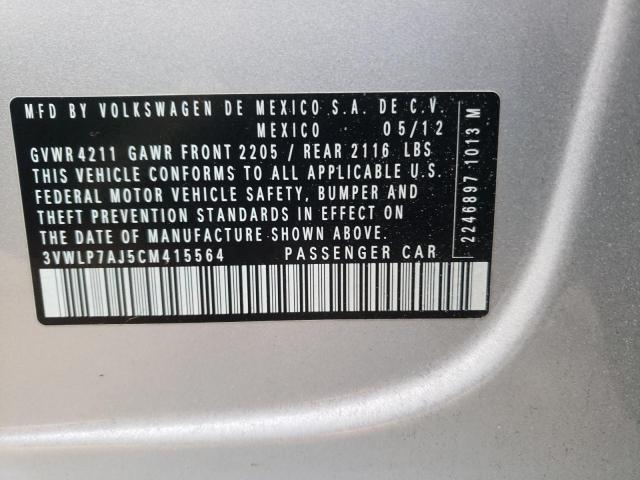 MFD BY VOLKSWAGEN DE MEXICO S.A. DE C.V.
MEXICO 05/12
GVWR 4211 GAWR FRONT 2205 / REAR 2116 LBS
THIS VEHICLE CONFORMS TO ALL APPLICABLE U.S.
FEDERAL MOTOR VEHICLE SAFETY, BUMPER AND
THEFT PREVENTION STANDARDS IN EFFECT ON
THE DATE OF MANUFACTURE SHOWN ABOVE.
3VWLP7AJ5CM415564 PASSENGER CAR
2246897 1013 M